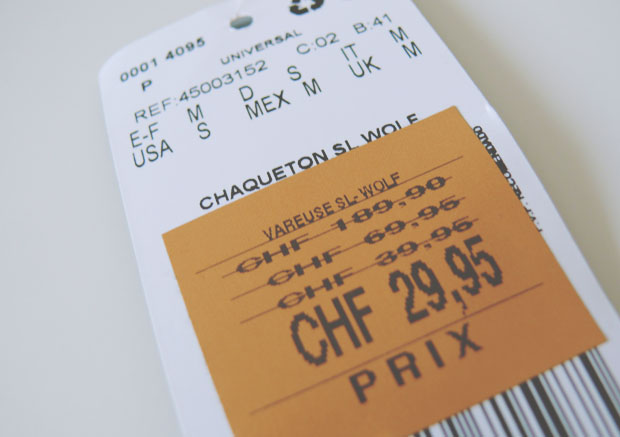 0001 4095
P
UNIVERSAL
REF:45003152 C:02 B:41
E-F M D S IT M
USA S MEX M UK M
CHAQUETON SL WOLF
VAREUSE SL-WOLF
CHF 189,90
CHF 69,95
CHF 39,95
CHF 29,95
PRIX